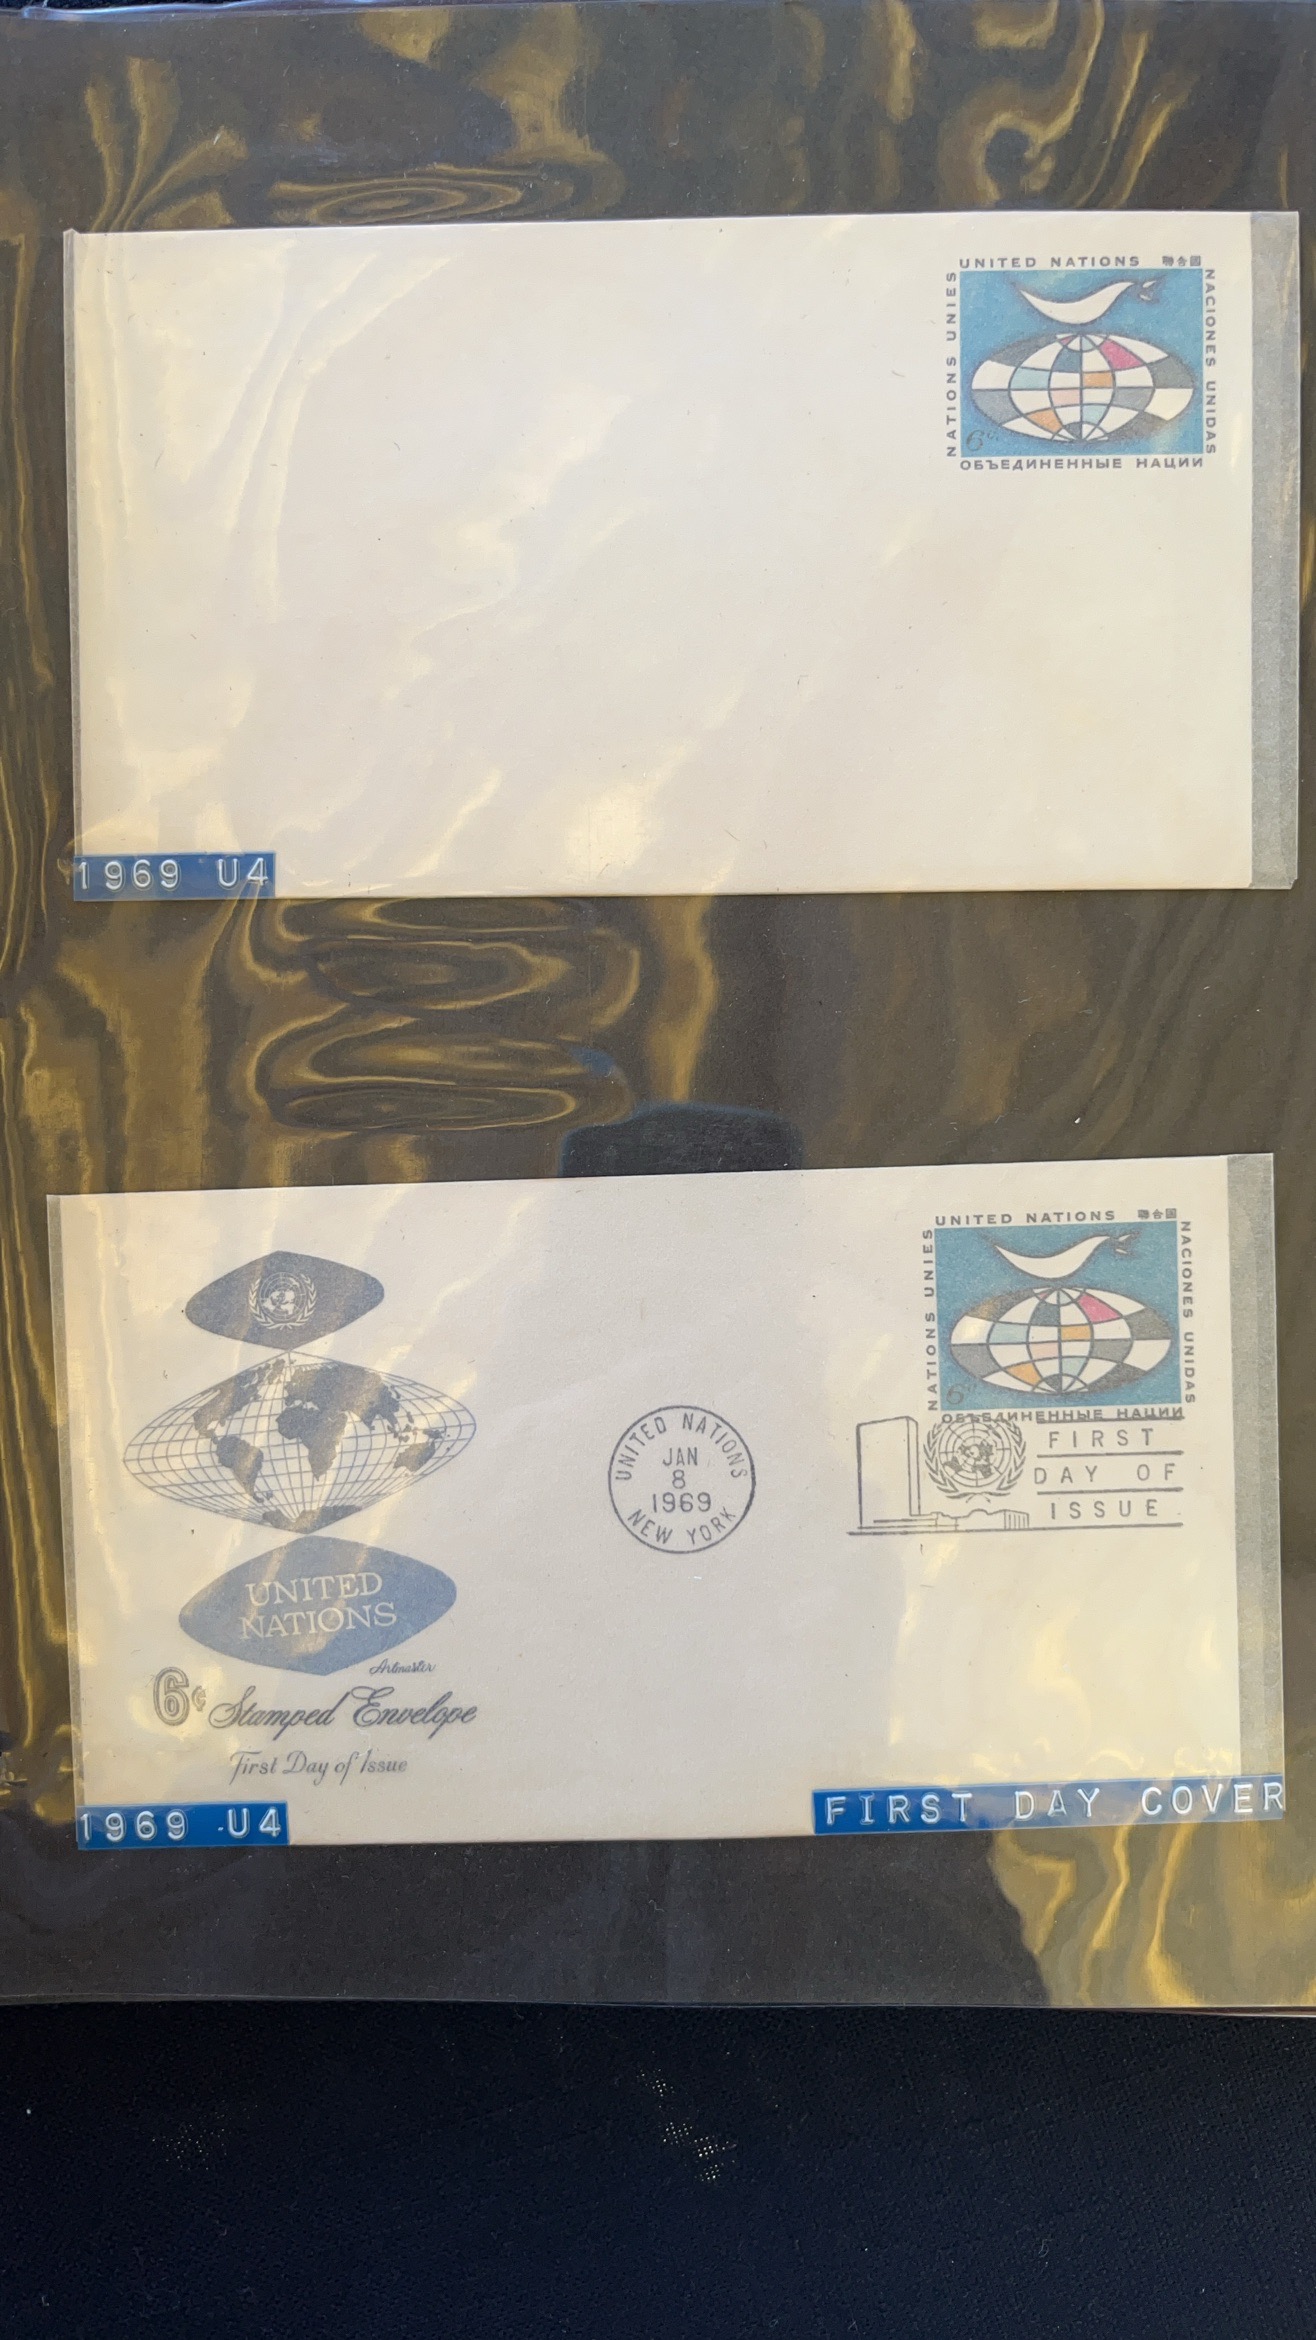 UNITED NATIONS 聯合國
NATIONS UNIES
NACIONES UNIDAS
6c
ОБЪЕДИНЕННЫЕ НАЦИИ
1969 U4
UNITED NATIONS 聯合國
NATIONS UNIES
NACIONES UNIDAS
6c
ОБЪЕДИНЕННЫЕ НАЦИИ
UNITED NATIONS
JAN
8
1969
NEW YORK
FIRST
DAY OF
ISSUE
UNITED
NATIONS
Artmaster
6¢ Stamped Envelope
First Day of Issue
1969 U4
FIRST DAY COVER